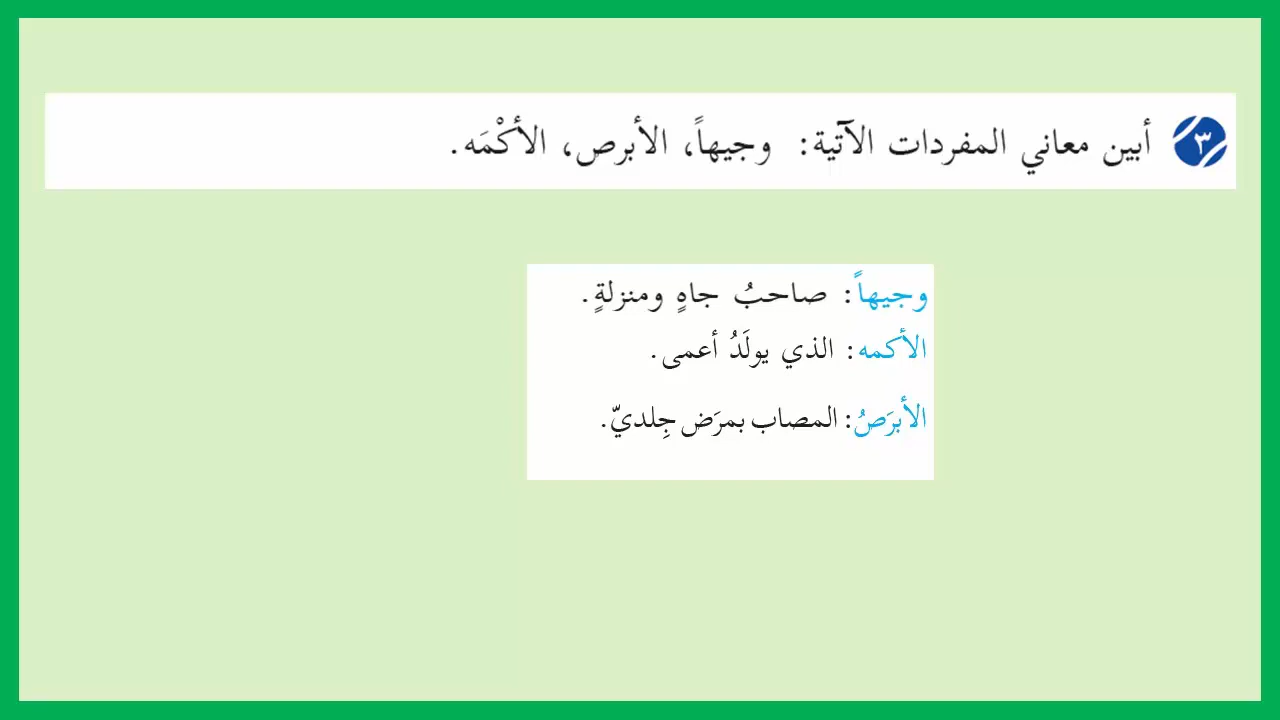 ٣ أبين معاني المفردات الآتية: وجيهاً، الأبرص، الأكْمَه.
وجيهاً: صاحبُ جاهٍ ومنزلةٍ.
الأكمه: الذي يولَدُ أعمى.
الأبرَصُ: المصاب بمرَض جِلديّ.